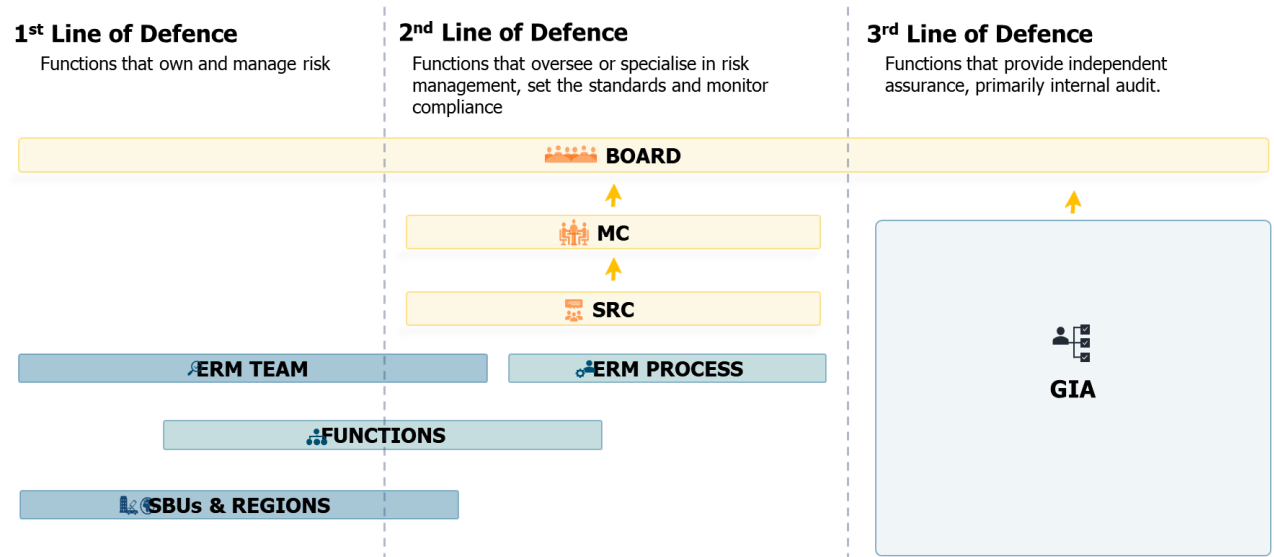 1st Line of Defence
Functions that own and manage risk
2nd Line of Defence
Functions that oversee or specialise in risk
management, set the standards and monitor
compliance
3rd Line of Defence
Functions that provide independent
assurance, primarily internal audit.
BOARD
MC
SRC
ERM TEAM
ERM PROCESS
GIA
FUNCTIONS
SBUs & REGIONS